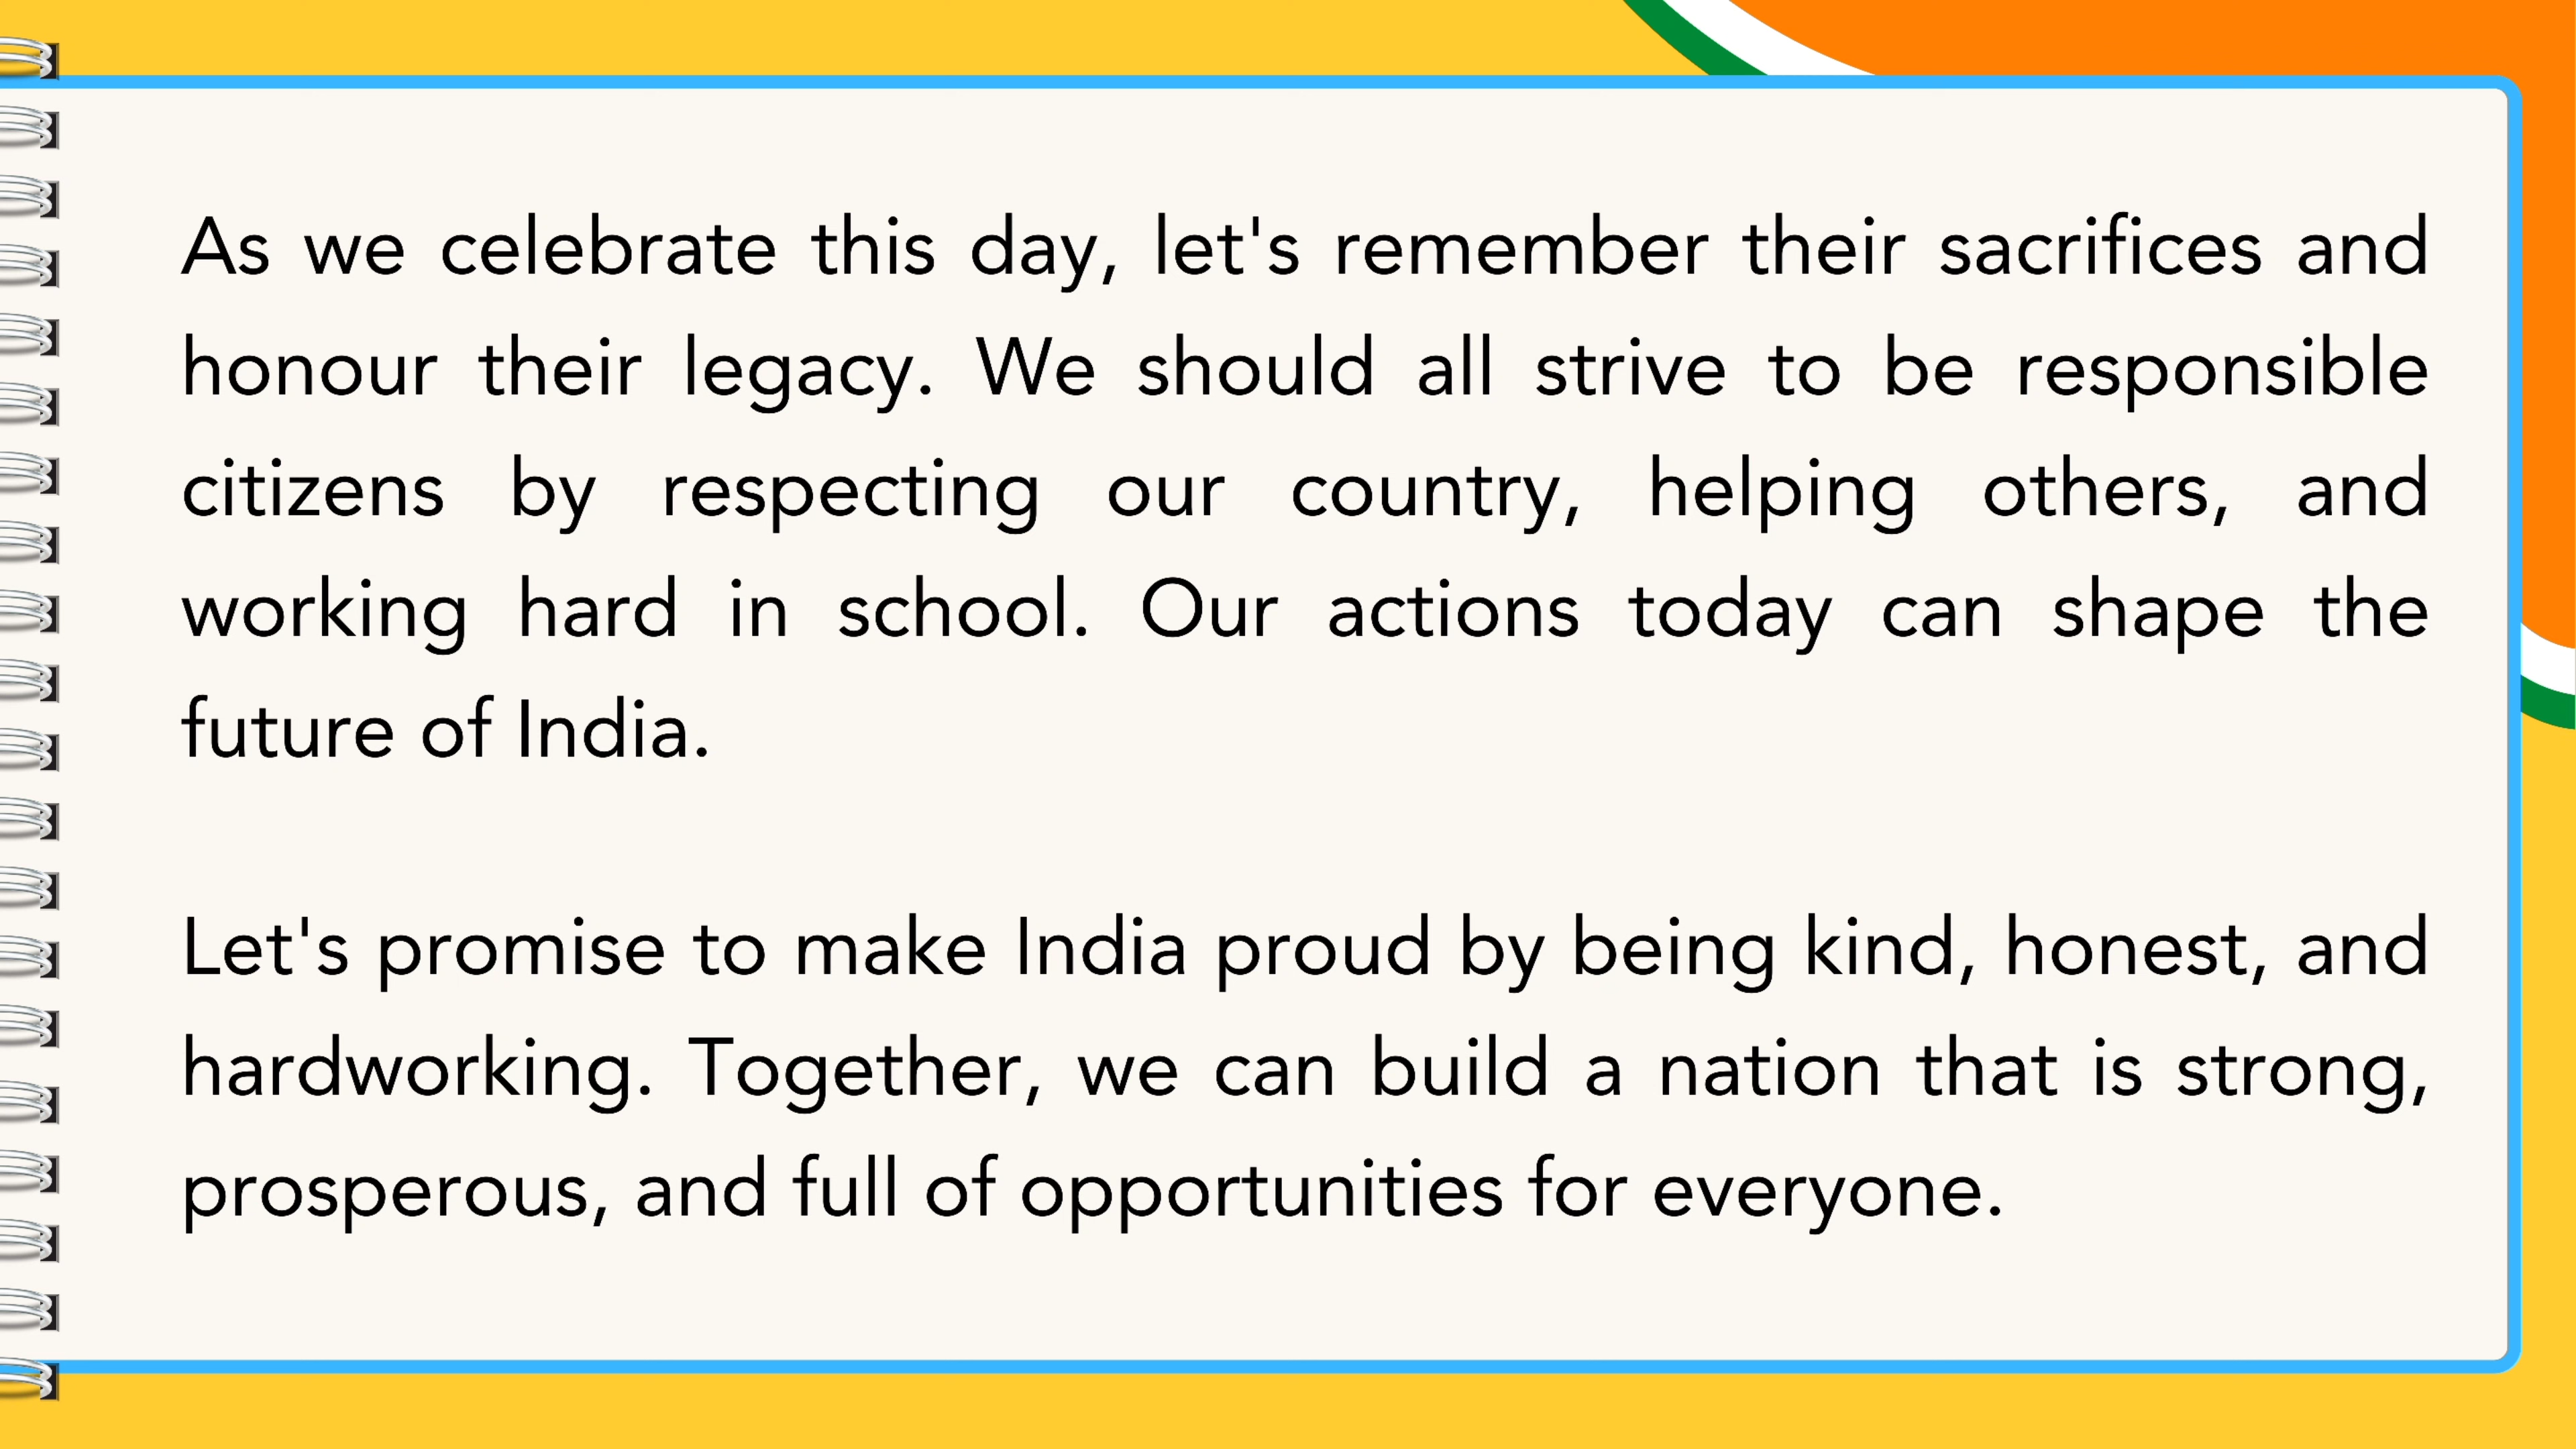 As we celebrate this day, let's remember their sacrifices and
honour their legacy. We should all strive to be responsible
citizens by respecting our country, helping others, and
working hard in school. Our actions today can shape the
future of India.
Let's promise to make India proud by being kind, honest, and
hardworking. Together, we can build a nation that is strong,
prosperous, and full of opportunities for everyone.